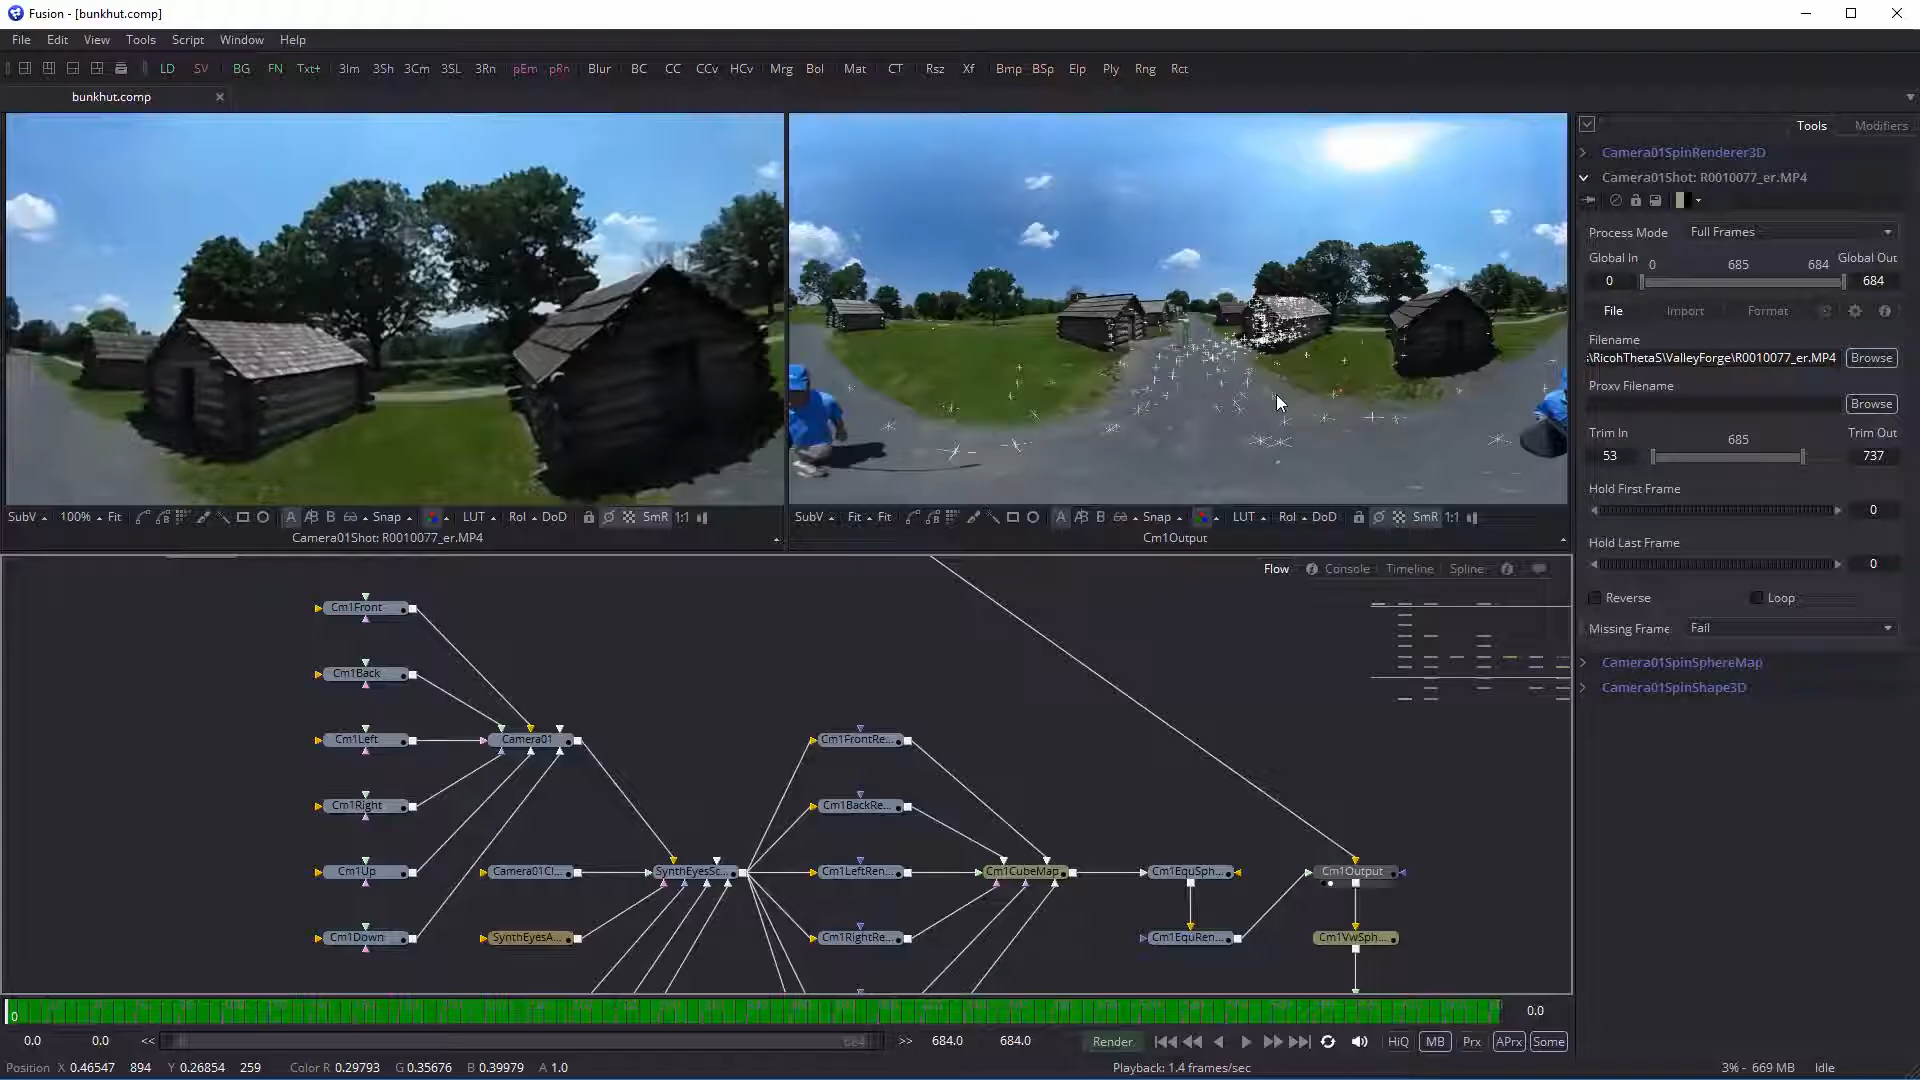 Fusion - [bunkhut.comp]
File Edit View Tools Script Window Help
LD SV BG FN Txt+ 3Im 3Sh 3Cm 3SL 3Rn pEm pRn Blur BC CC CCv HCv Mrg Bol Mat CT Rsz Xf Bmp BSp Elp Ply Rng Rct
bunkhut.comp
Tools Modifiers
Camera01SpinRenderer3D
Camera01Shot: R0010077_er.MP4
Process Mode Full Frames
Global In 0 685 684 Global Out
0 684
File Import Format
Filename
\RicohThetaS\ValleyForge\R0010077_er.MP4 Browse
Proxy Filename
Browse
Trim In 685 Trim Out
53 737
Hold First Frame
0
Hold Last Frame
0
Reverse Loop
Missing Frame Fail
Camera01SpinSphereMap
Camera01SpinShape3D
SubV 100% Fit A B Snap LUT RoI DoD SmR 1:1
SubV Fit Fit A B Snap LUT RoI DoD SmR 1:1
Camera01Shot: R0010077_er.MP4
Cm1Output
Flow Console Timeline Spline
Cm1Front
Cm1Back
Cm1Left Camera01 Cm1FrontRe...
Cm1Right Cm1BackRe...
Cm1Up Camera01Cl... SynthEyesSc... Cm1LeftRen... Cm1CubeMap Cm1EquSph... Cm1Output
Cm1Down SynthEyesA... Cm1RightRe... Cm1EquRen... Cm1VwSph...
0 0.0
0.0 0.0 << 684 >> 684.0 684.0 Render HiQ MB Prx APrx Some
Position X 0.46547 894 Y 0.26854 259 Color R 0.29793 G 0.35676 B 0.39979 A 1.0 Playback: 1.4 frames/sec 3% - 669 MB Idle